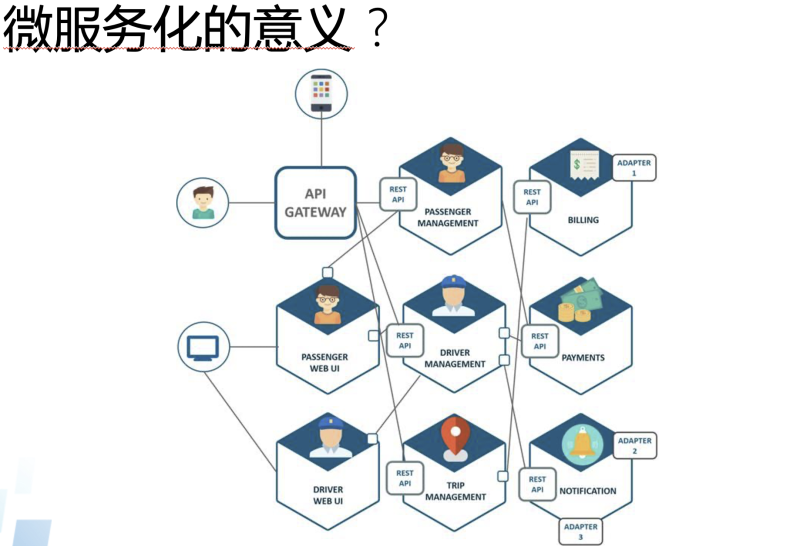 微服务化的意义？
API
GATEWAY
REST
API
PASSENGER
MANAGEMENT
REST
API
BILLING
ADAPTER
1
PASSENGER
WEB UI
REST
API
DRIVER
MANAGEMENT
REST
API
PAYMENTS
DRIVER
WEB UI
REST
API
TRIP
MANAGEMENT
REST
API
NOTIFICATION
ADAPTER
2
ADAPTER
3